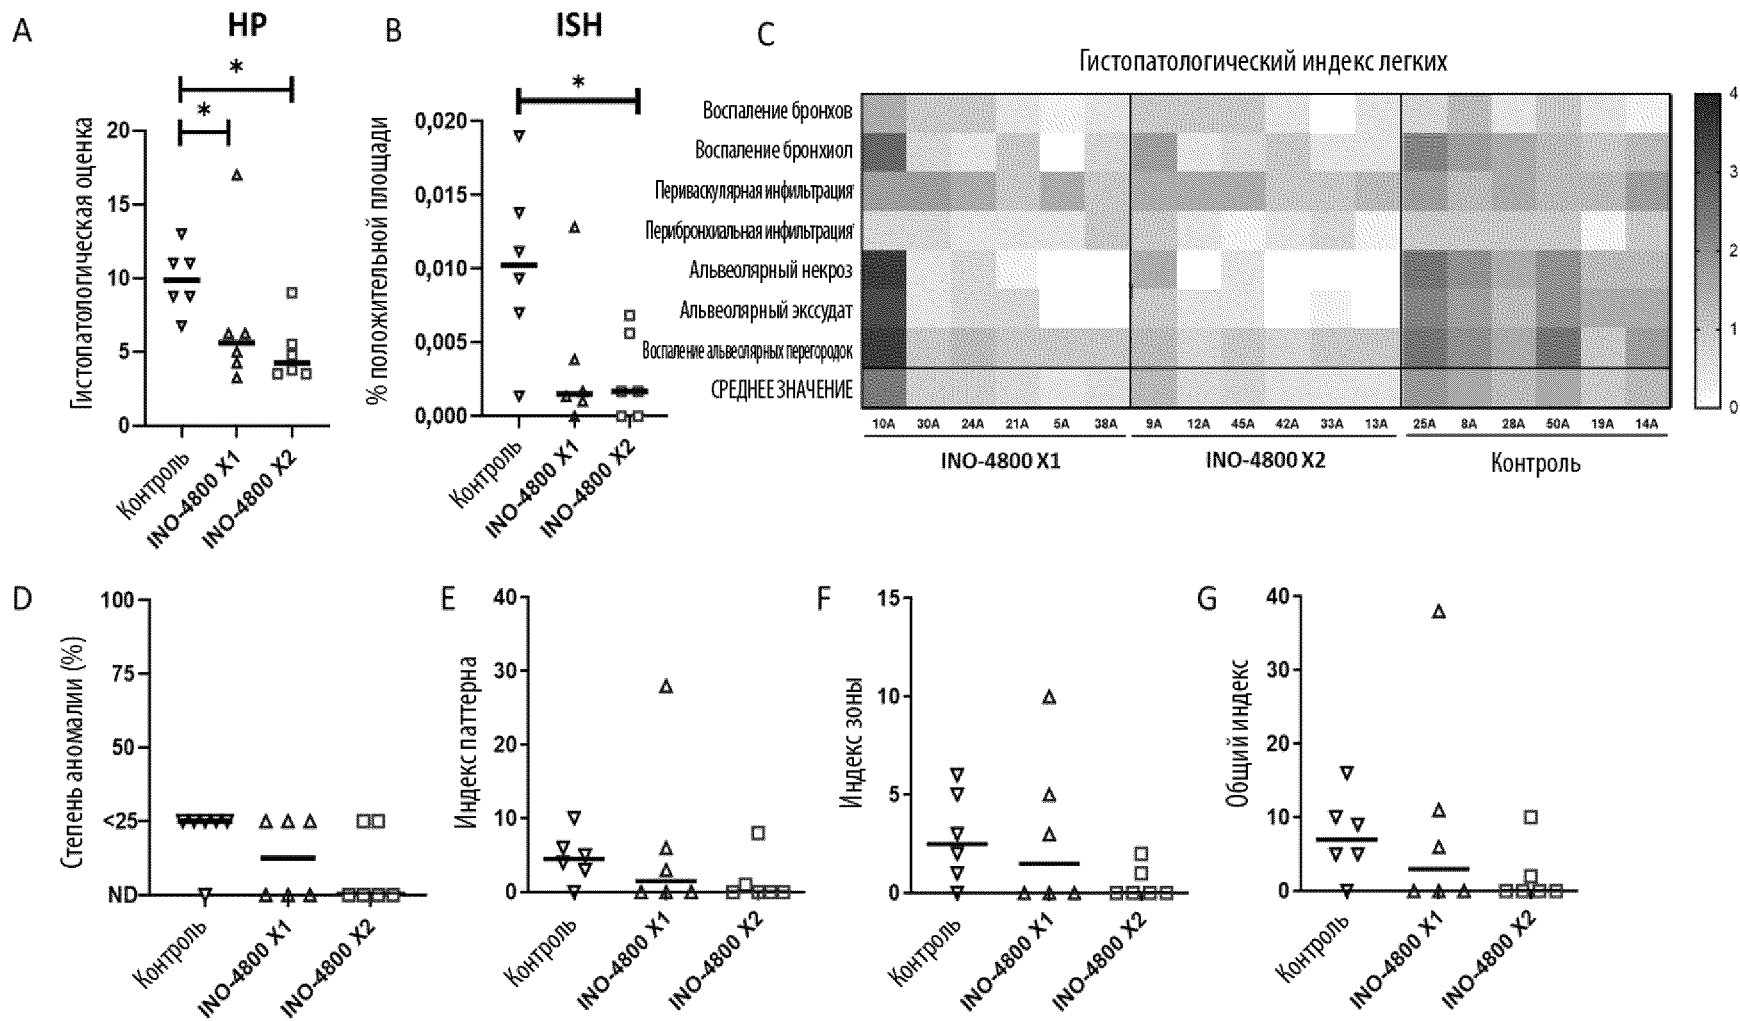 A
HP
*
*
Гистопатологическая оценка
20
15
10
5
0
Контроль
INO-4800 X1
INO-4800 X2
B
ISH
*
% положительной площади
0,020
0,015
0,010
0,005
0,000
Контроль
INO-4800 X1
INO-4800 X2
C
Гистопатологический индекс легких
Воспаление бронхов
Воспаление бронхиол
Периваскулярная инфильтрация
Перибронхиальная инфильтрация
Альвеолярный некроз
Альвеолярный экссудат
Воспаление альвеолярных перегородок
СРЕДНЕЕ ЗНАЧЕНИЕ
10A 30A 24A 21A 5A 38A 9A 12A 45A 42A 33A 13A 25A 8A 28A 50A 19A 14A
INO-4800 X1 INO-4800 X2 Контроль
4
3
2
1
0
D
Степень аномалии (%)
100
75
50
<25
ND
Контроль
INO-4800 X1
INO-4800 X2
E
Индекс паттерна
40
30
20
10
0
Контроль
INO-4800 X1
INO-4800 X2
F
Индекс зоны
15
10
5
0
Контроль
INO-4800 X1
INO-4800 X2
G
Общий индекс
40
30
20
10
0
Контроль
INO-4800 X1
INO-4800 X2